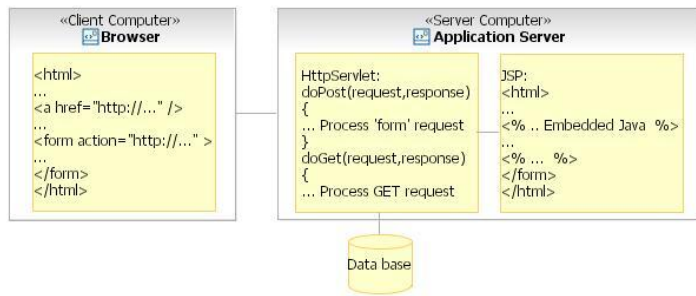 «Client Computer»
Browser
<html>
...
<a href="http://..." />
...
<form action="http://..." >
...
</form>
</html>
«Server Computer»
Application Server
HttpServlet:
doPost(request,response)
{
... Process 'form' request
}
doGet(request,response)
{
... Process GET request
JSP:
<html>
...
<% .. Embedded Java %>
...
<% ... %>
</form>
</html>
Data base